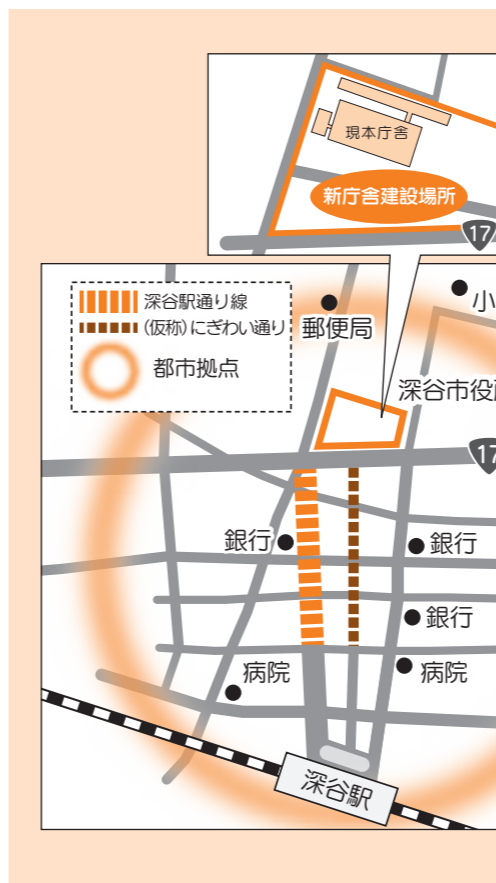 現本庁舎
新庁舎建設場所
17
深谷駅通り線
(仮称)にぎわい通り
都市拠点
郵便局
小
深谷市役
17
銀行
銀行
銀行
病院
病院
深谷駅